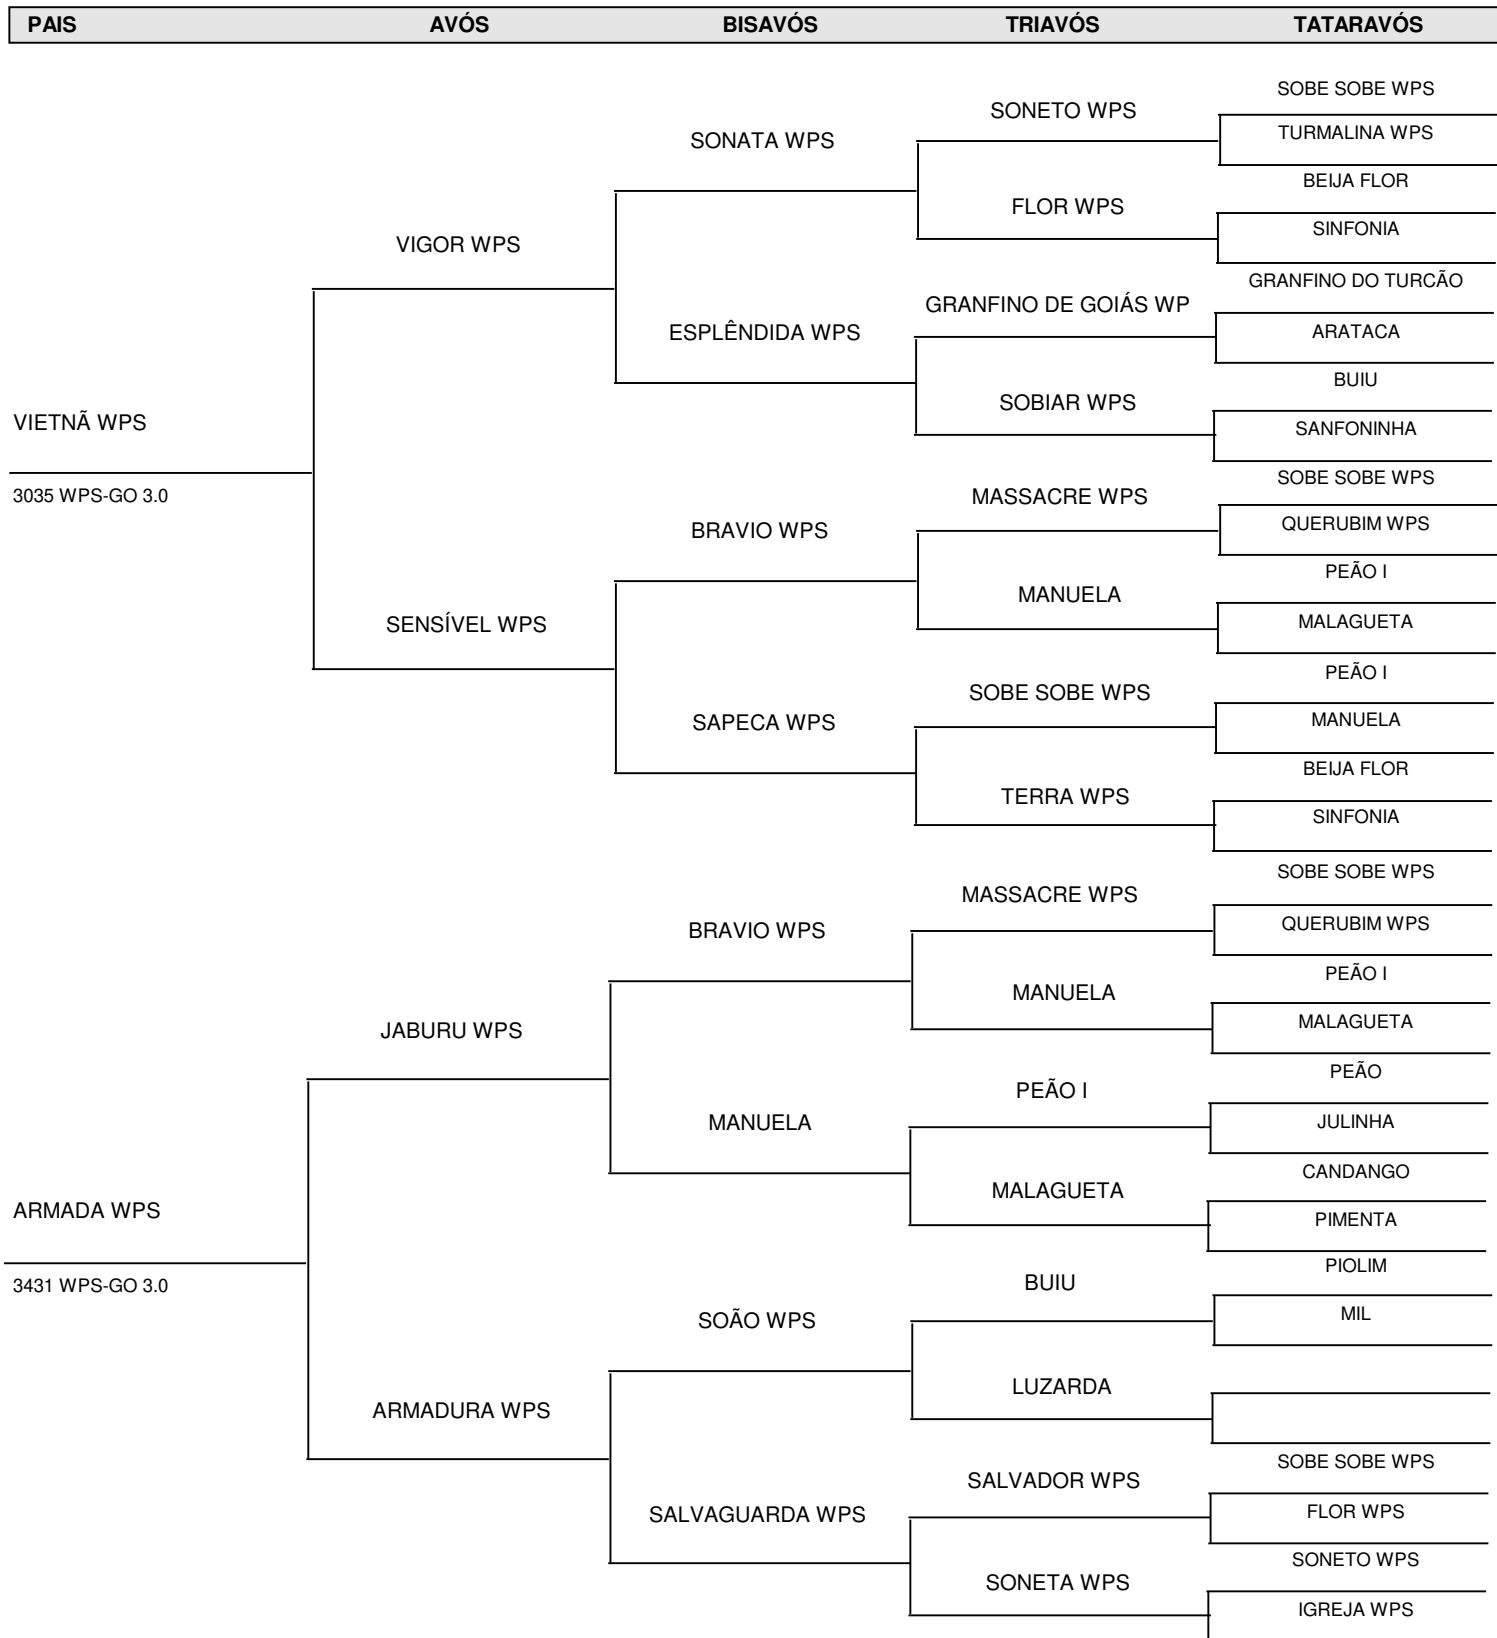 PAIS AVÓS BISAVÓS TRIAVÓS TATARAVÓS
SOBE SOBE WPS
SONETO WPS
TURMALINA WPS
SONATA WPS
BEIJA FLOR
FLOR WPS
SINFONIA
VIGOR WPS
GRANFINO DO TURCÃO
GRANFINO DE GOIÁS WP
ARATACA
ESPLÊNDIDA WPS
BUIU
SOBIAR WPS
SANFONINHA
VIETNÃ WPS
3035 WPS-GO 3.0
SOBE SOBE WPS
MASSACRE WPS
QUERUBIM WPS
BRAVIO WPS
PEÃO I
MANUELA
MALAGUETA
SENSÍVEL WPS
PEÃO I
SOBE SOBE WPS
MANUELA
SAPECA WPS
BEIJA FLOR
TERRA WPS
SINFONIA
SOBE SOBE WPS
MASSACRE WPS
QUERUBIM WPS
BRAVIO WPS
PEÃO I
MANUELA
MALAGUETA
JABURU WPS
PEÃO
PEÃO I
JULINHA
MANUELA
CANDANGO
MALAGUETA
PIMENTA
ARMADA WPS
3431 WPS-GO 3.0
PIOLIM
BUIU
MIL
SOÃO WPS
LUZARDA
ARMADURA WPS
SOBE SOBE WPS
SALVADOR WPS
FLOR WPS
SALVAGUARDA WPS
SONETO WPS
SONETA WPS
IGREJA WPS